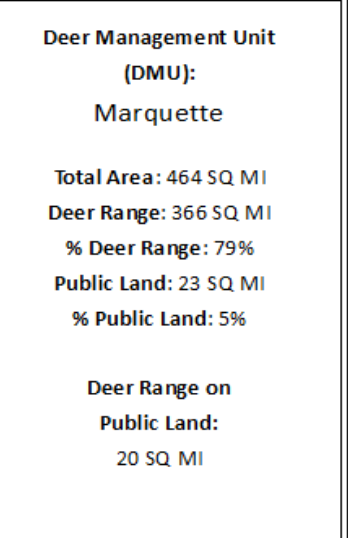 Deer Management Unit
(DMU):
Marquette
Total Area: 464 SQ MI
Deer Range: 366 SQ MI
% Deer Range: 79%
Public Land: 23 SQ MI
% Public Land: 5%
Deer Range on
Public Land:
20 SQ MI